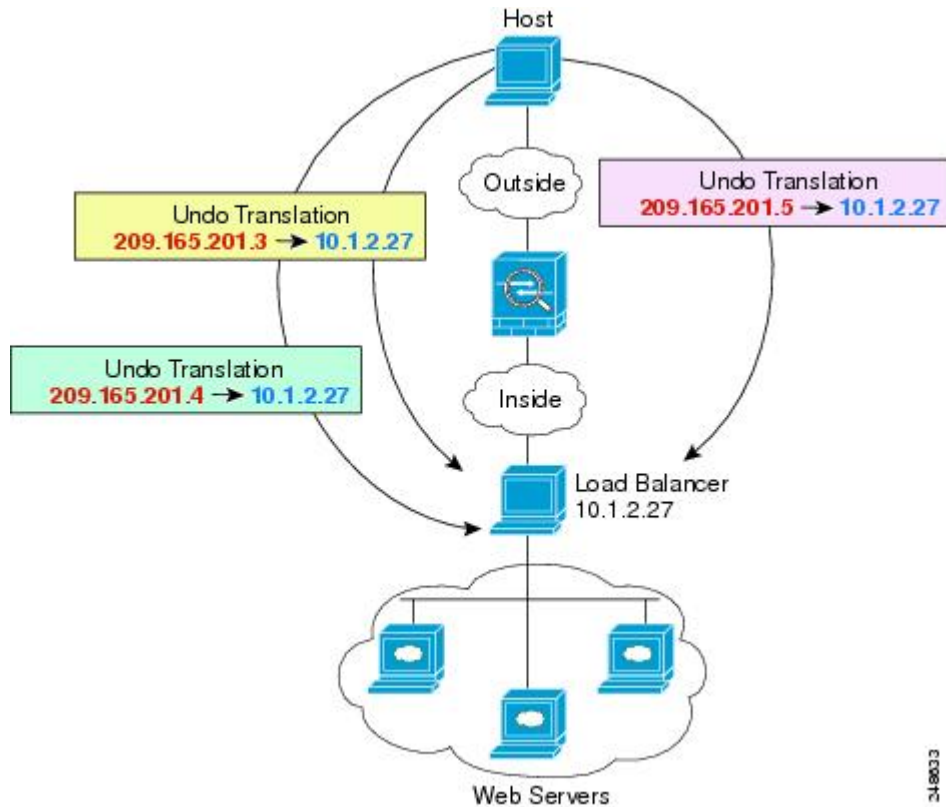 Host
Outside
Undo Translation
209.165.201.5 → 10.1.2.27
Undo Translation
209.165.201.3 → 10.1.2.27
Undo Translation
209.165.201.4 → 10.1.2.27
Inside
Load Balancer
10.1.2.27
Web Servers
248633